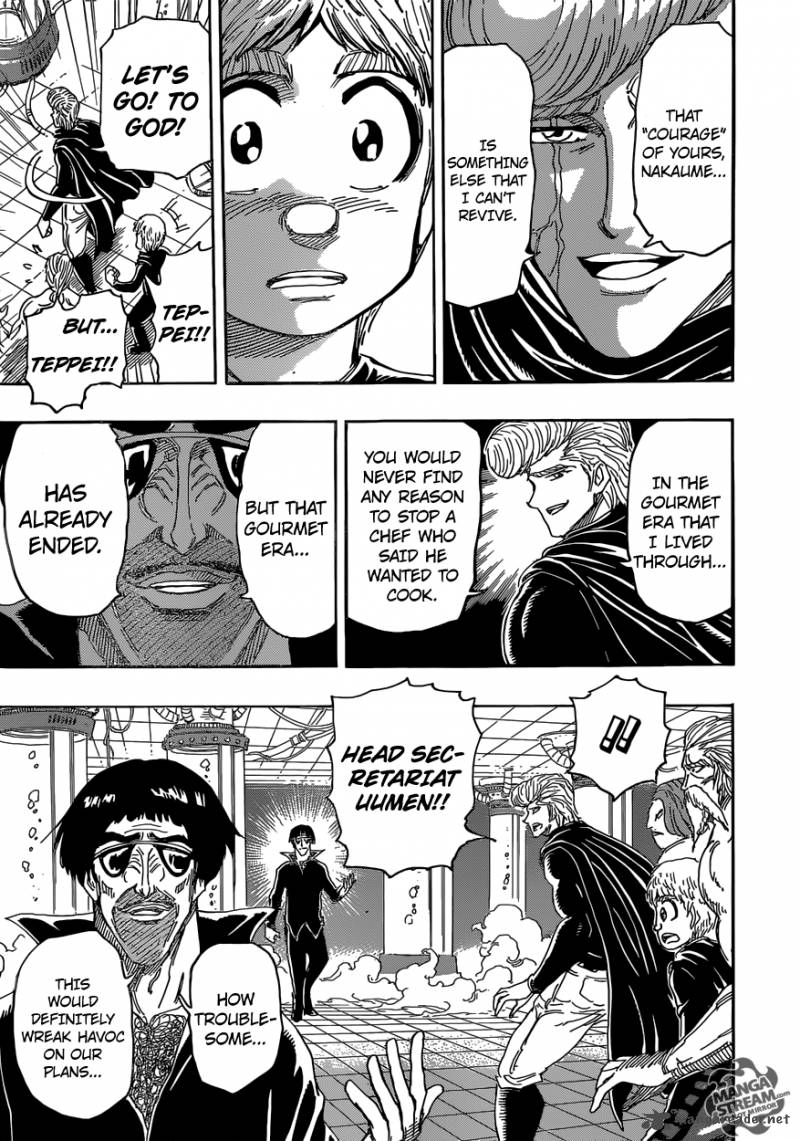 THAT
"COURAGE"
OF YOURS,
NAKAUME...
IS
SOMETHING
ELSE THAT
I CAN'T
REVIVE.
LET'S
GO! TO
GOD!
TEP-
PEI!!
BUT...
TEPPEI!!
IN THE
GOURMET
ERA THAT
I LIVED
THROUGH...
YOU WOULD
NEVER FIND
ANY REASON
TO STOP A
CHEF WHO
SAID HE
WANTED TO
COOK.
BUT THAT
GOURMET
ERA...
HAS
ALREADY
ENDED.
!!
HEAD SEC-
RETARIAT
UUMEN!!
HOW
TROUBLE-
SOME...
THIS
WOULD
DEFINITELY
WREAK HAVOC
ON OUR
PLANS...
MANGA
STREAM.com